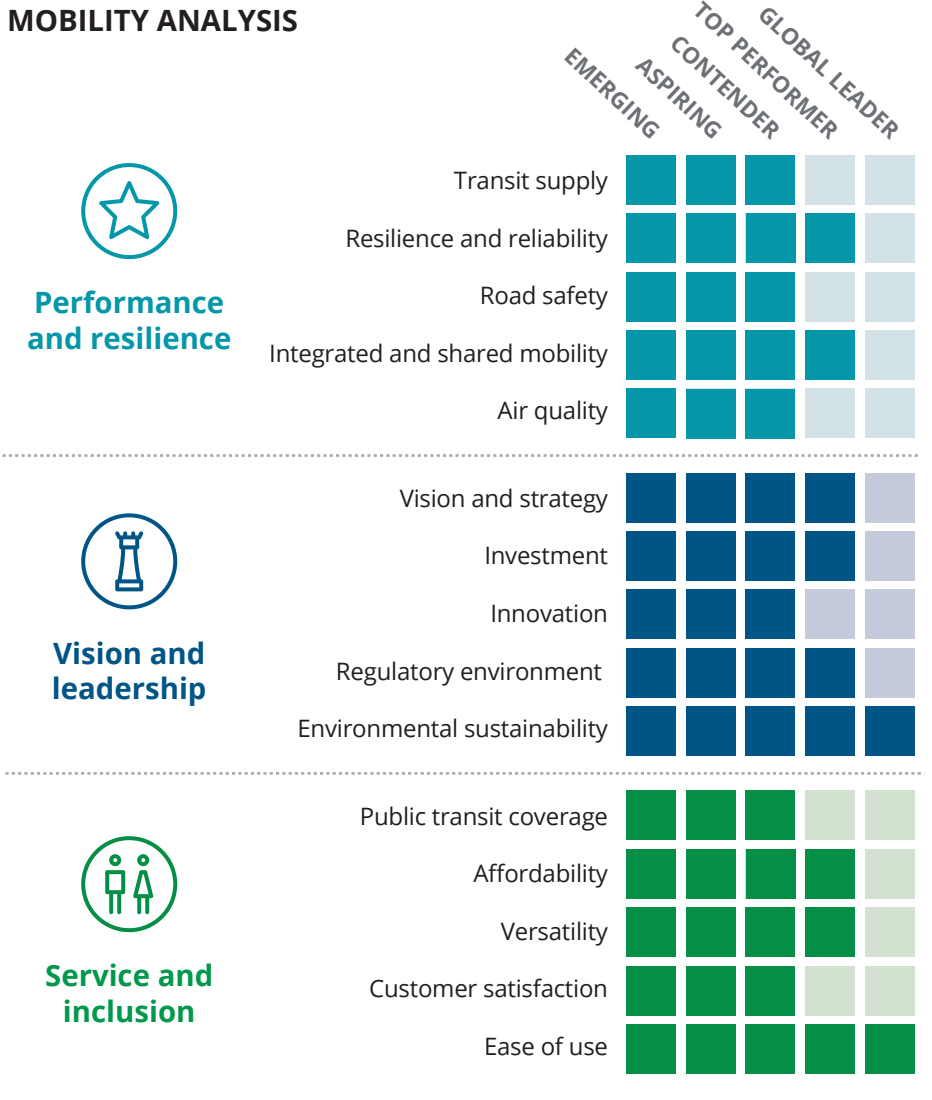 MOBILITY ANALYSIS
EMERGING
ASPIRING
CONTENDER
TOP PERFORMER
GLOBAL LEADER
Performance
and resilience
Transit supply
Resilience and reliability
Road safety
Integrated and shared mobility
Air quality
Vision and
leadership
Vision and strategy
Investment
Innovation
Regulatory environment
Environmental sustainability
Service and
inclusion
Public transit coverage
Affordability
Versatility
Customer satisfaction
Ease of use